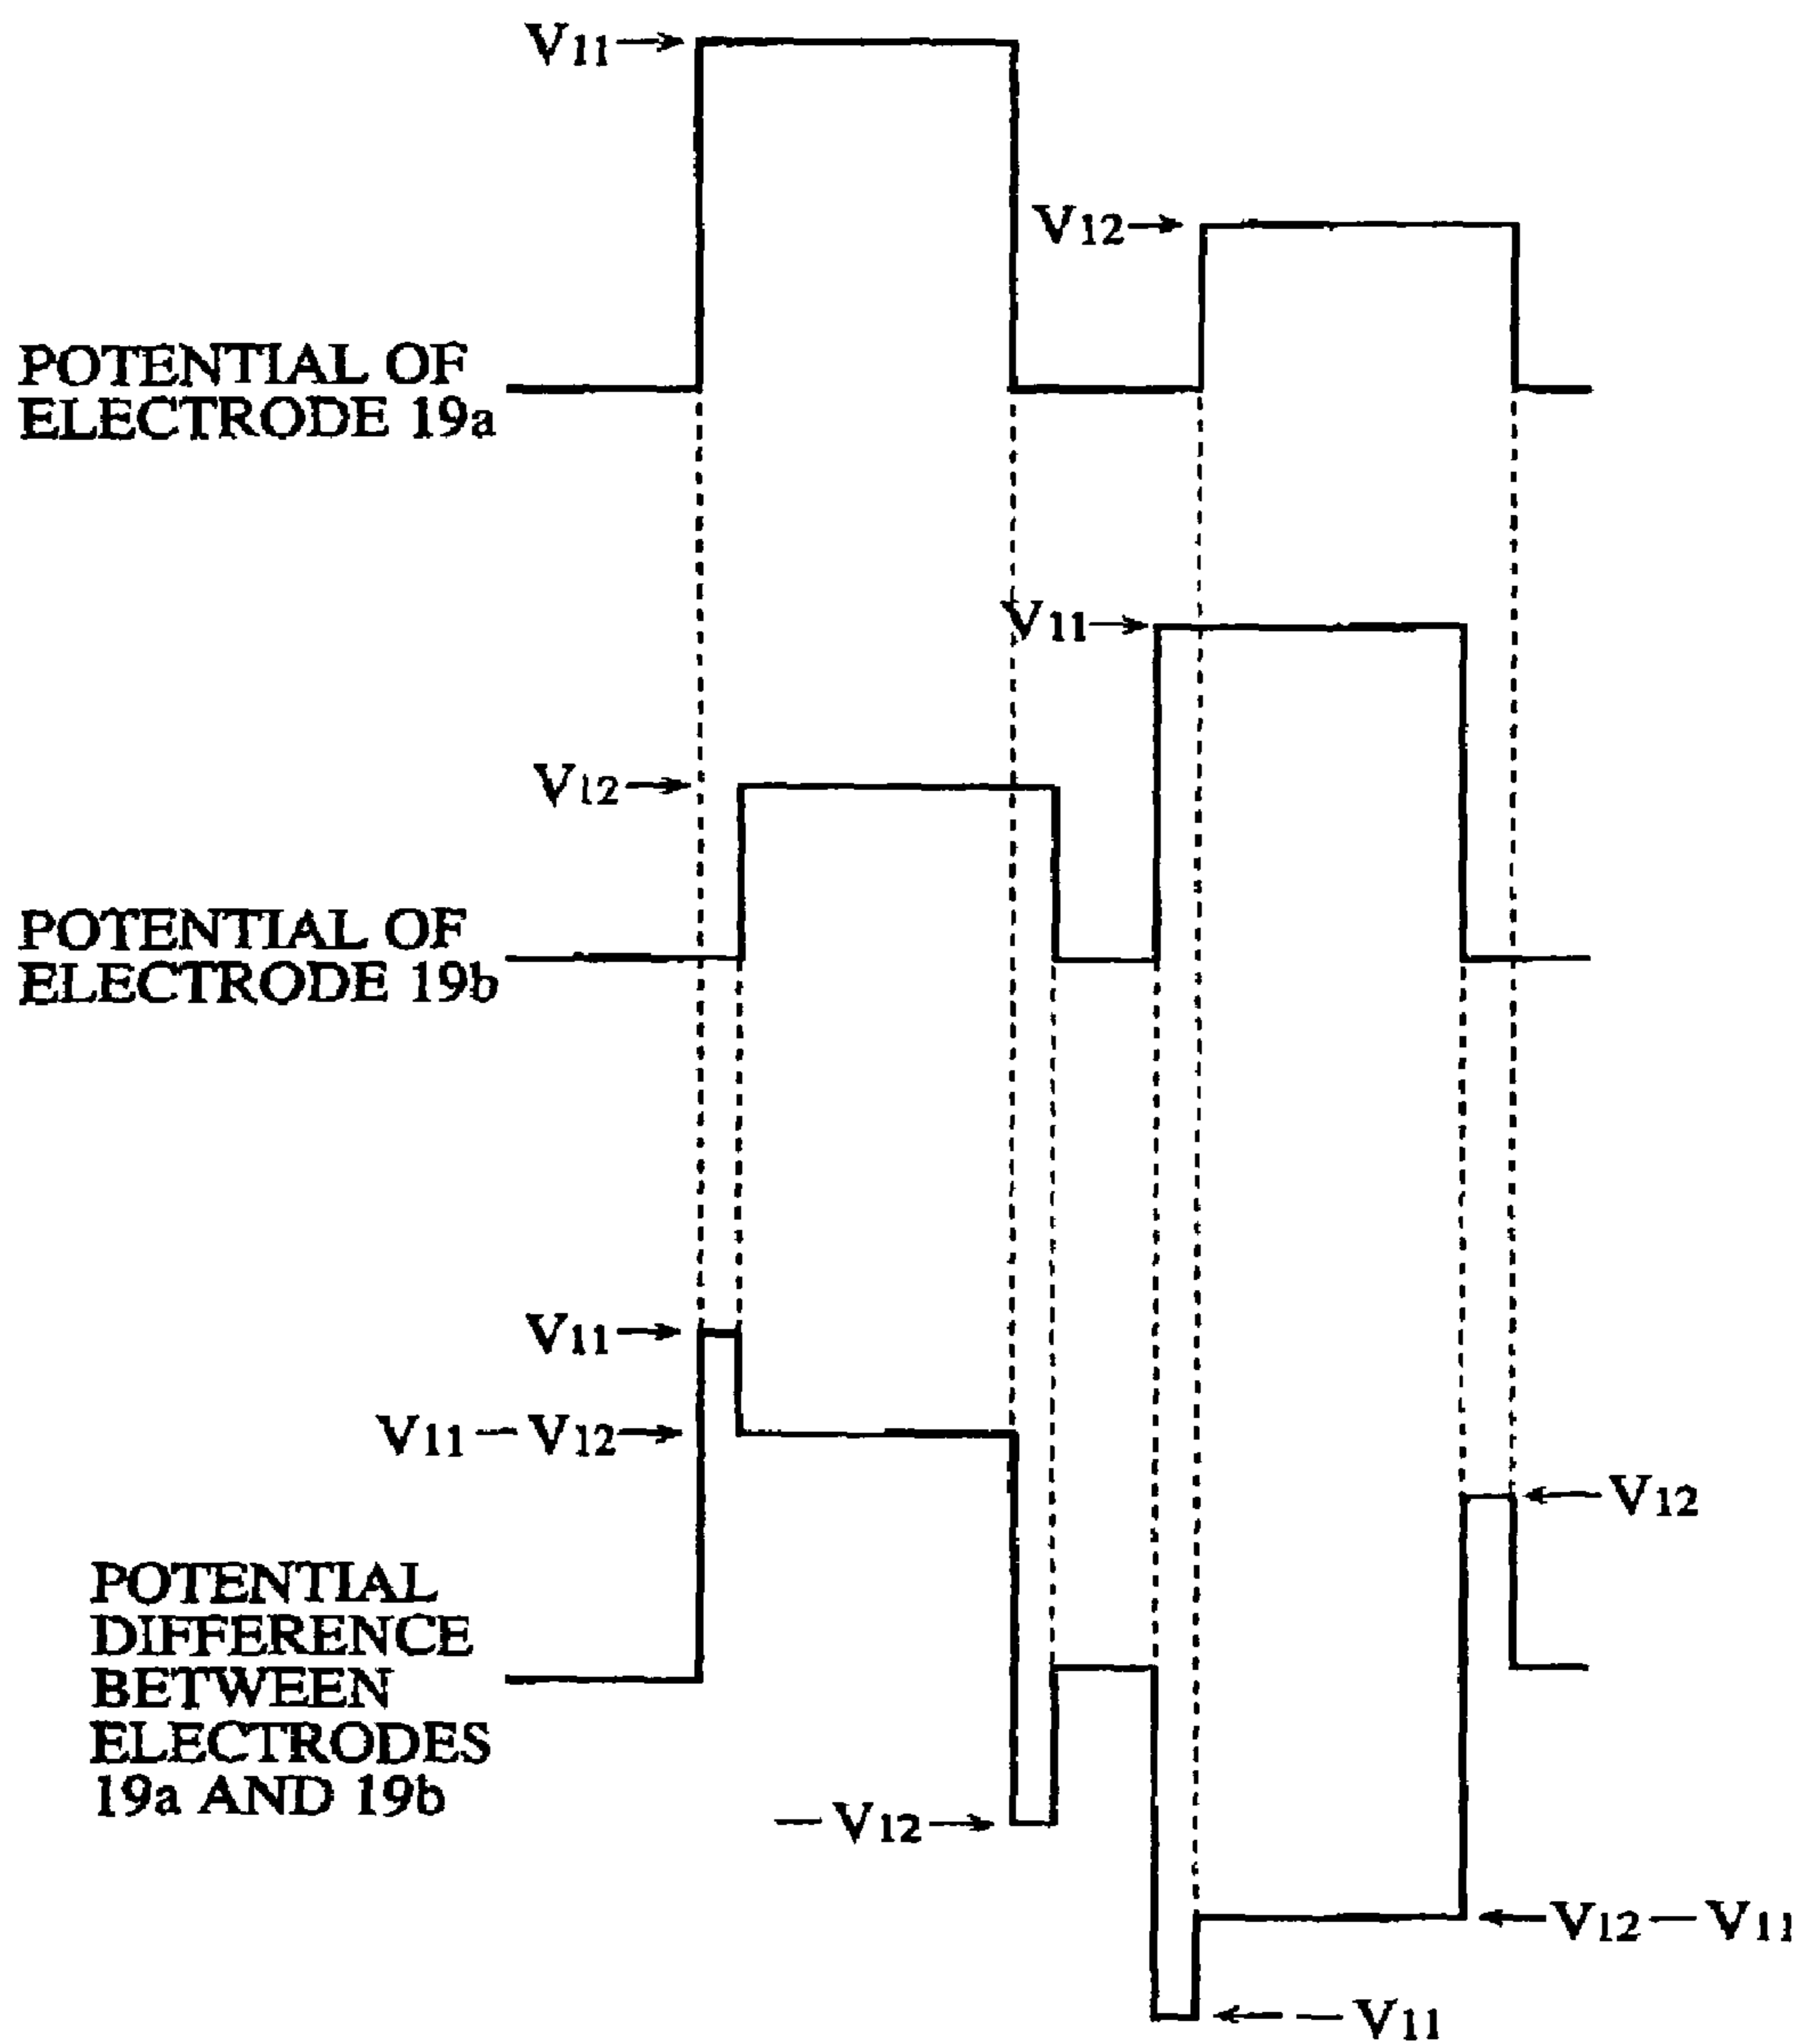 V11
V12
POTENTIAL OF
ELECTRODE 19a
V11
V12
POTENTIAL OF
ELECTRODE 19b
V11
V11 − V12
V12
POTENTIAL
DIFFERENCE
BETWEEN
ELECTRODES
19a AND 19b
− V12
V12 − V11
− V11